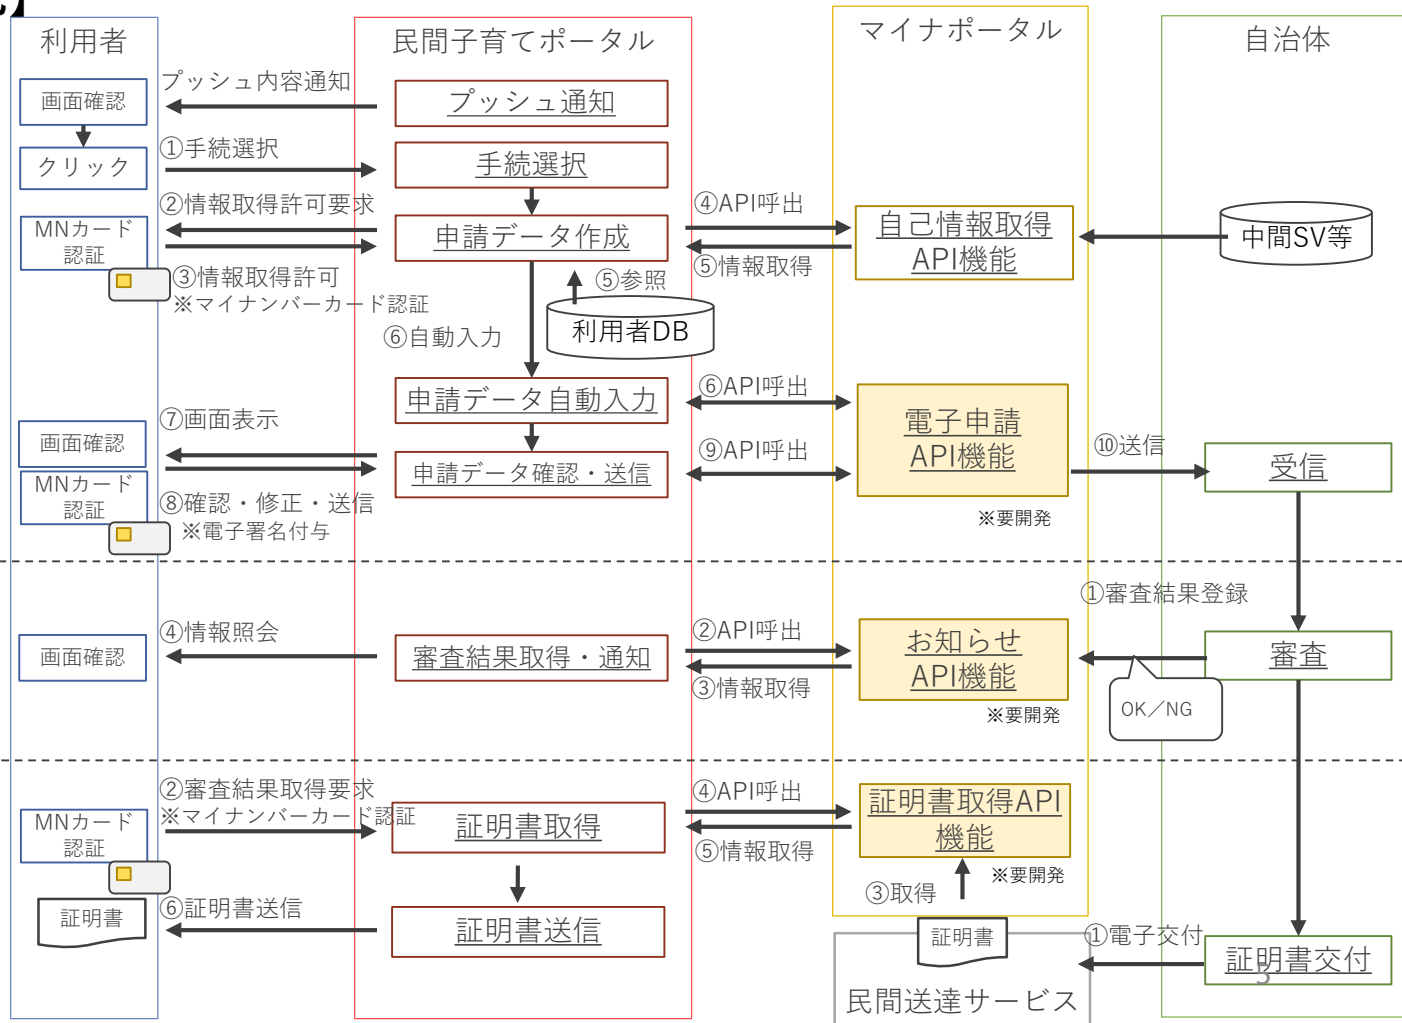 】
利用者
民間子育てポータル
マイナポータル
自治体
画面確認
プッシュ内容通知
プッシュ通知
クリック
①手続選択
手続選択
②情報取得許可要求
MNカード
認証
申請データ作成
④API呼出
⑤情報取得
自己情報取得
API機能
中間SV等
③情報取得許可
※マイナンバーカード認証
⑤参照
利用者DB
⑥自動入力
申請データ自動入力
⑥API呼出
電子申請
API機能
※要開発
⑦画面表示
画面確認
申請データ確認・送信
⑨API呼出
⑩送信
受信
MNカード
認証
⑧確認・修正・送信
※電子署名付与
①審査結果登録
④情報照会
画面確認
審査結果取得・通知
②API呼出
③情報取得
お知らせ
API機能
※要開発
審査
OK／NG
②審査結果取得要求
※マイナンバーカード認証
MNカード
認証
証明書取得
④API呼出
⑤情報取得
証明書取得API
機能
※要開発
③取得
証明書
⑥証明書送信
証明書送信
証明書
①電子交付
証明書交付
民間送達サービス
5